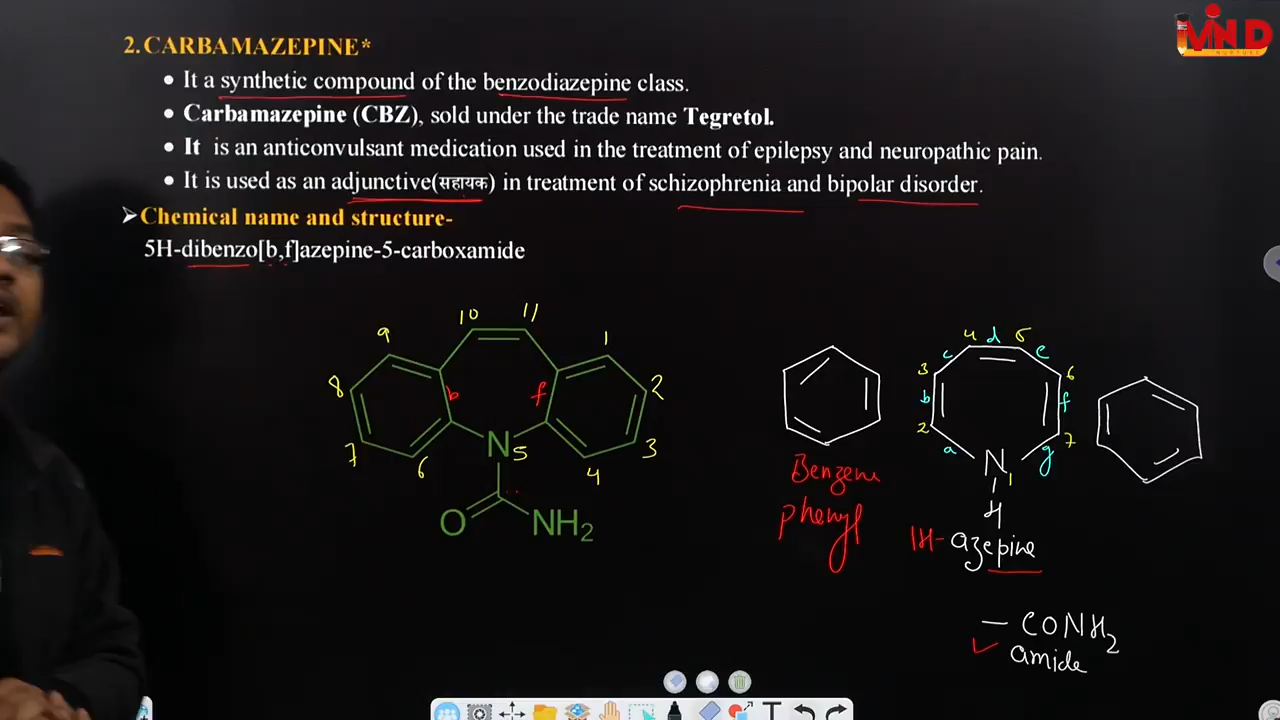 MIND
NURTURE
2.CARBAMAZEPINE*
• It a synthetic compound of the benzodiazepine class.
• Carbamazepine (CBZ), sold under the trade name Tegretol.
• It is an anticonvulsant medication used in the treatment of epilepsy and neuropathic pain.
• It is used as an adjunctive(सहायक) in treatment of schizophrenia and bipolar disorder.
➢Chemical name and structure-
5H-dibenzo[b,f]azepine-5-carboxamide
10 11
9 1
8 b f 2
7 N 5 3
6 4
O NH2
4 d 5
c e
3 6
b f
2 7
a N 1 g
H
Benzene
phenyl
1H- azepine
— CONH2
amide
T